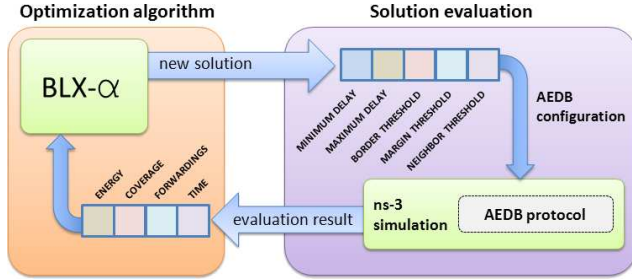 Optimization algorithm
Solution evaluation
BLX-α
new solution
MINIMUM DELAY
MAXIMUM DELAY
BORDER THRESHOLD
MARGIN THRESHOLD
NEIGHBOR THRESHOLD
AEDB
configuration
ENERGY
COVERAGE
FORWARDINGS
TIME
evaluation result
ns-3
simulation
AEDB protocol